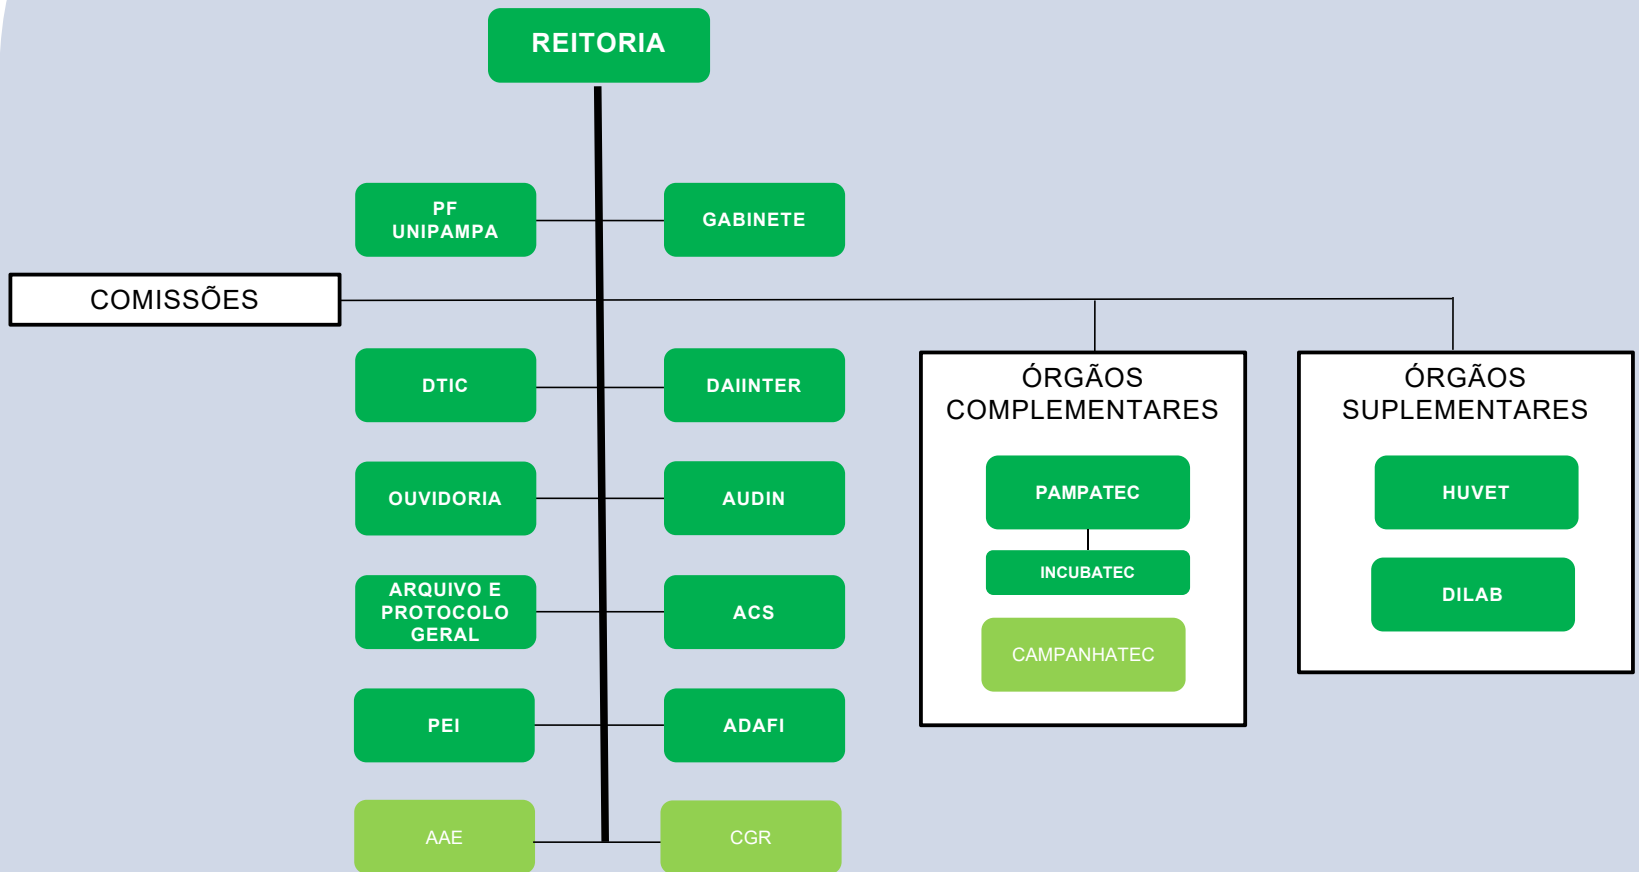 REITORIA
PF
UNIPAMPA
GABINETE
COMISSÕES
DTIC
DAIINTER
ÓRGÃOS
COMPLEMENTARES
ÓRGÃOS
SUPLEMENTARES
OUVIDORIA
AUDIN
PAMPATEC
HUVET
INCUBATEC
ARQUIVO E
PROTOCOLO
GERAL
ACS
DILAB
CAMPANHATEC
PEI
ADAFI
AAE
CGR